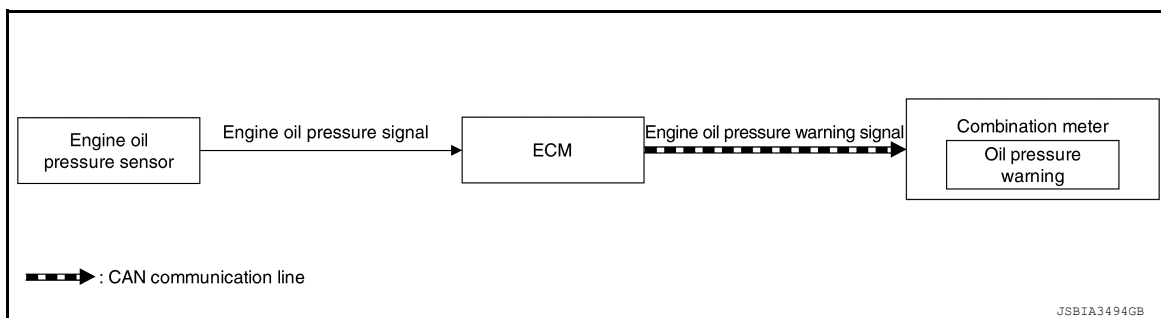 Engine oil
pressure sensor
Engine oil pressure signal
ECM
Engine oil pressure warning signal
Combination meter
Oil pressure
warning
: CAN communication line
JSBIA3494GB